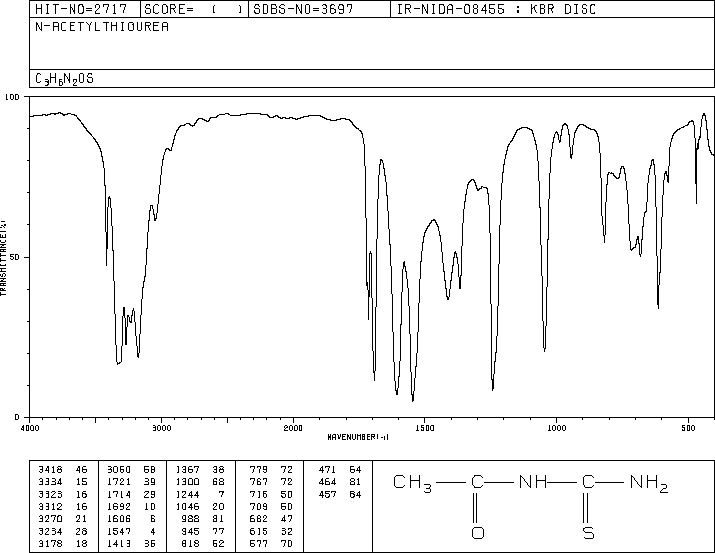 HIT-NO=2717 SCORE= ( ) SDBS-NO=3697 IR-NIDA-08455 : KBR DISC
N-ACETYLTHIOUREA
C3H6N2OS
100
50
0
TRANSMITTANCE(%)
4000 3000 2000 1500 1000 500
WAVENUMBER(-1)
3418 46 3060 60 1367 38 779 72 471 64
3334 15 1721 39 1300 68 767 72 464 81
3323 16 1714 29 1244 7 716 50 457 84
3312 16 1692 10 1046 20 709 50
3270 21 1606 6 988 81 682 47
3234 28 1547 4 945 77 615 32
3178 18 1413 35 818 52 577 70
CH3 C NH C NH2
O S